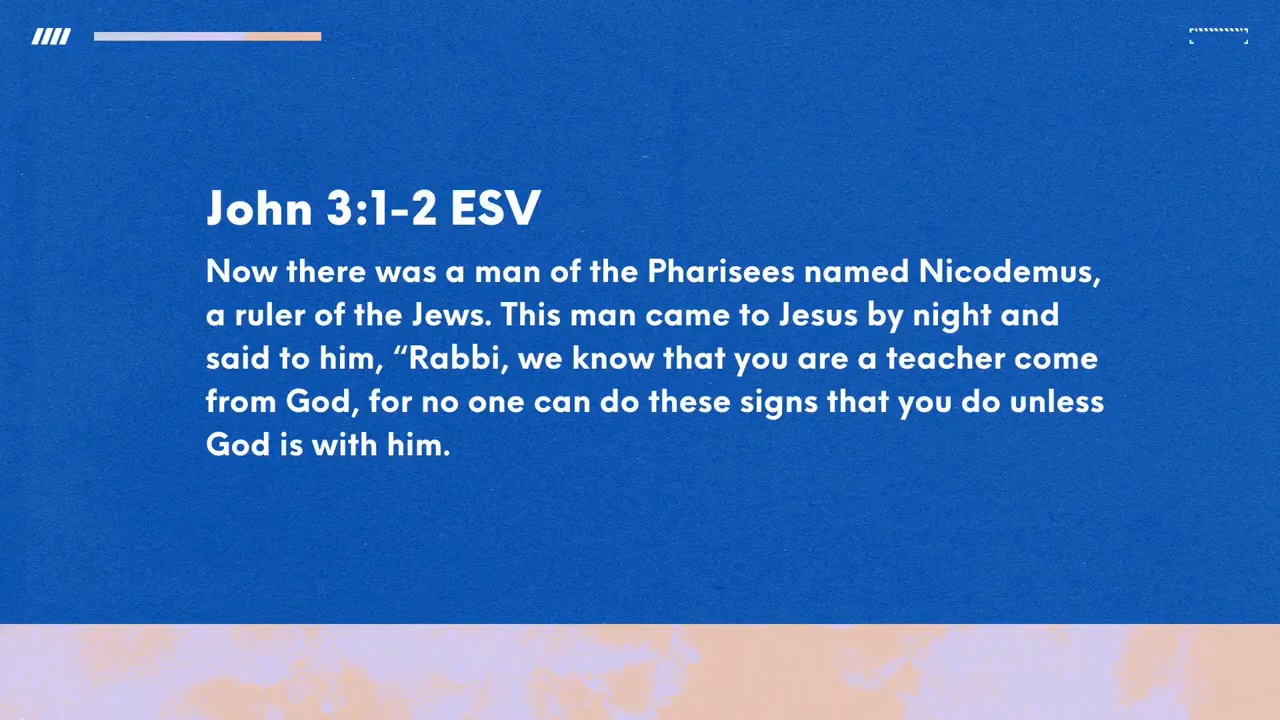 John 3:1-2 ESV
Now there was a man of the Pharisees named Nicodemus,
a ruler of the Jews. This man came to Jesus by night and
said to him, “Rabbi, we know that you are a teacher come
from God, for no one can do these signs that you do unless
God is with him.